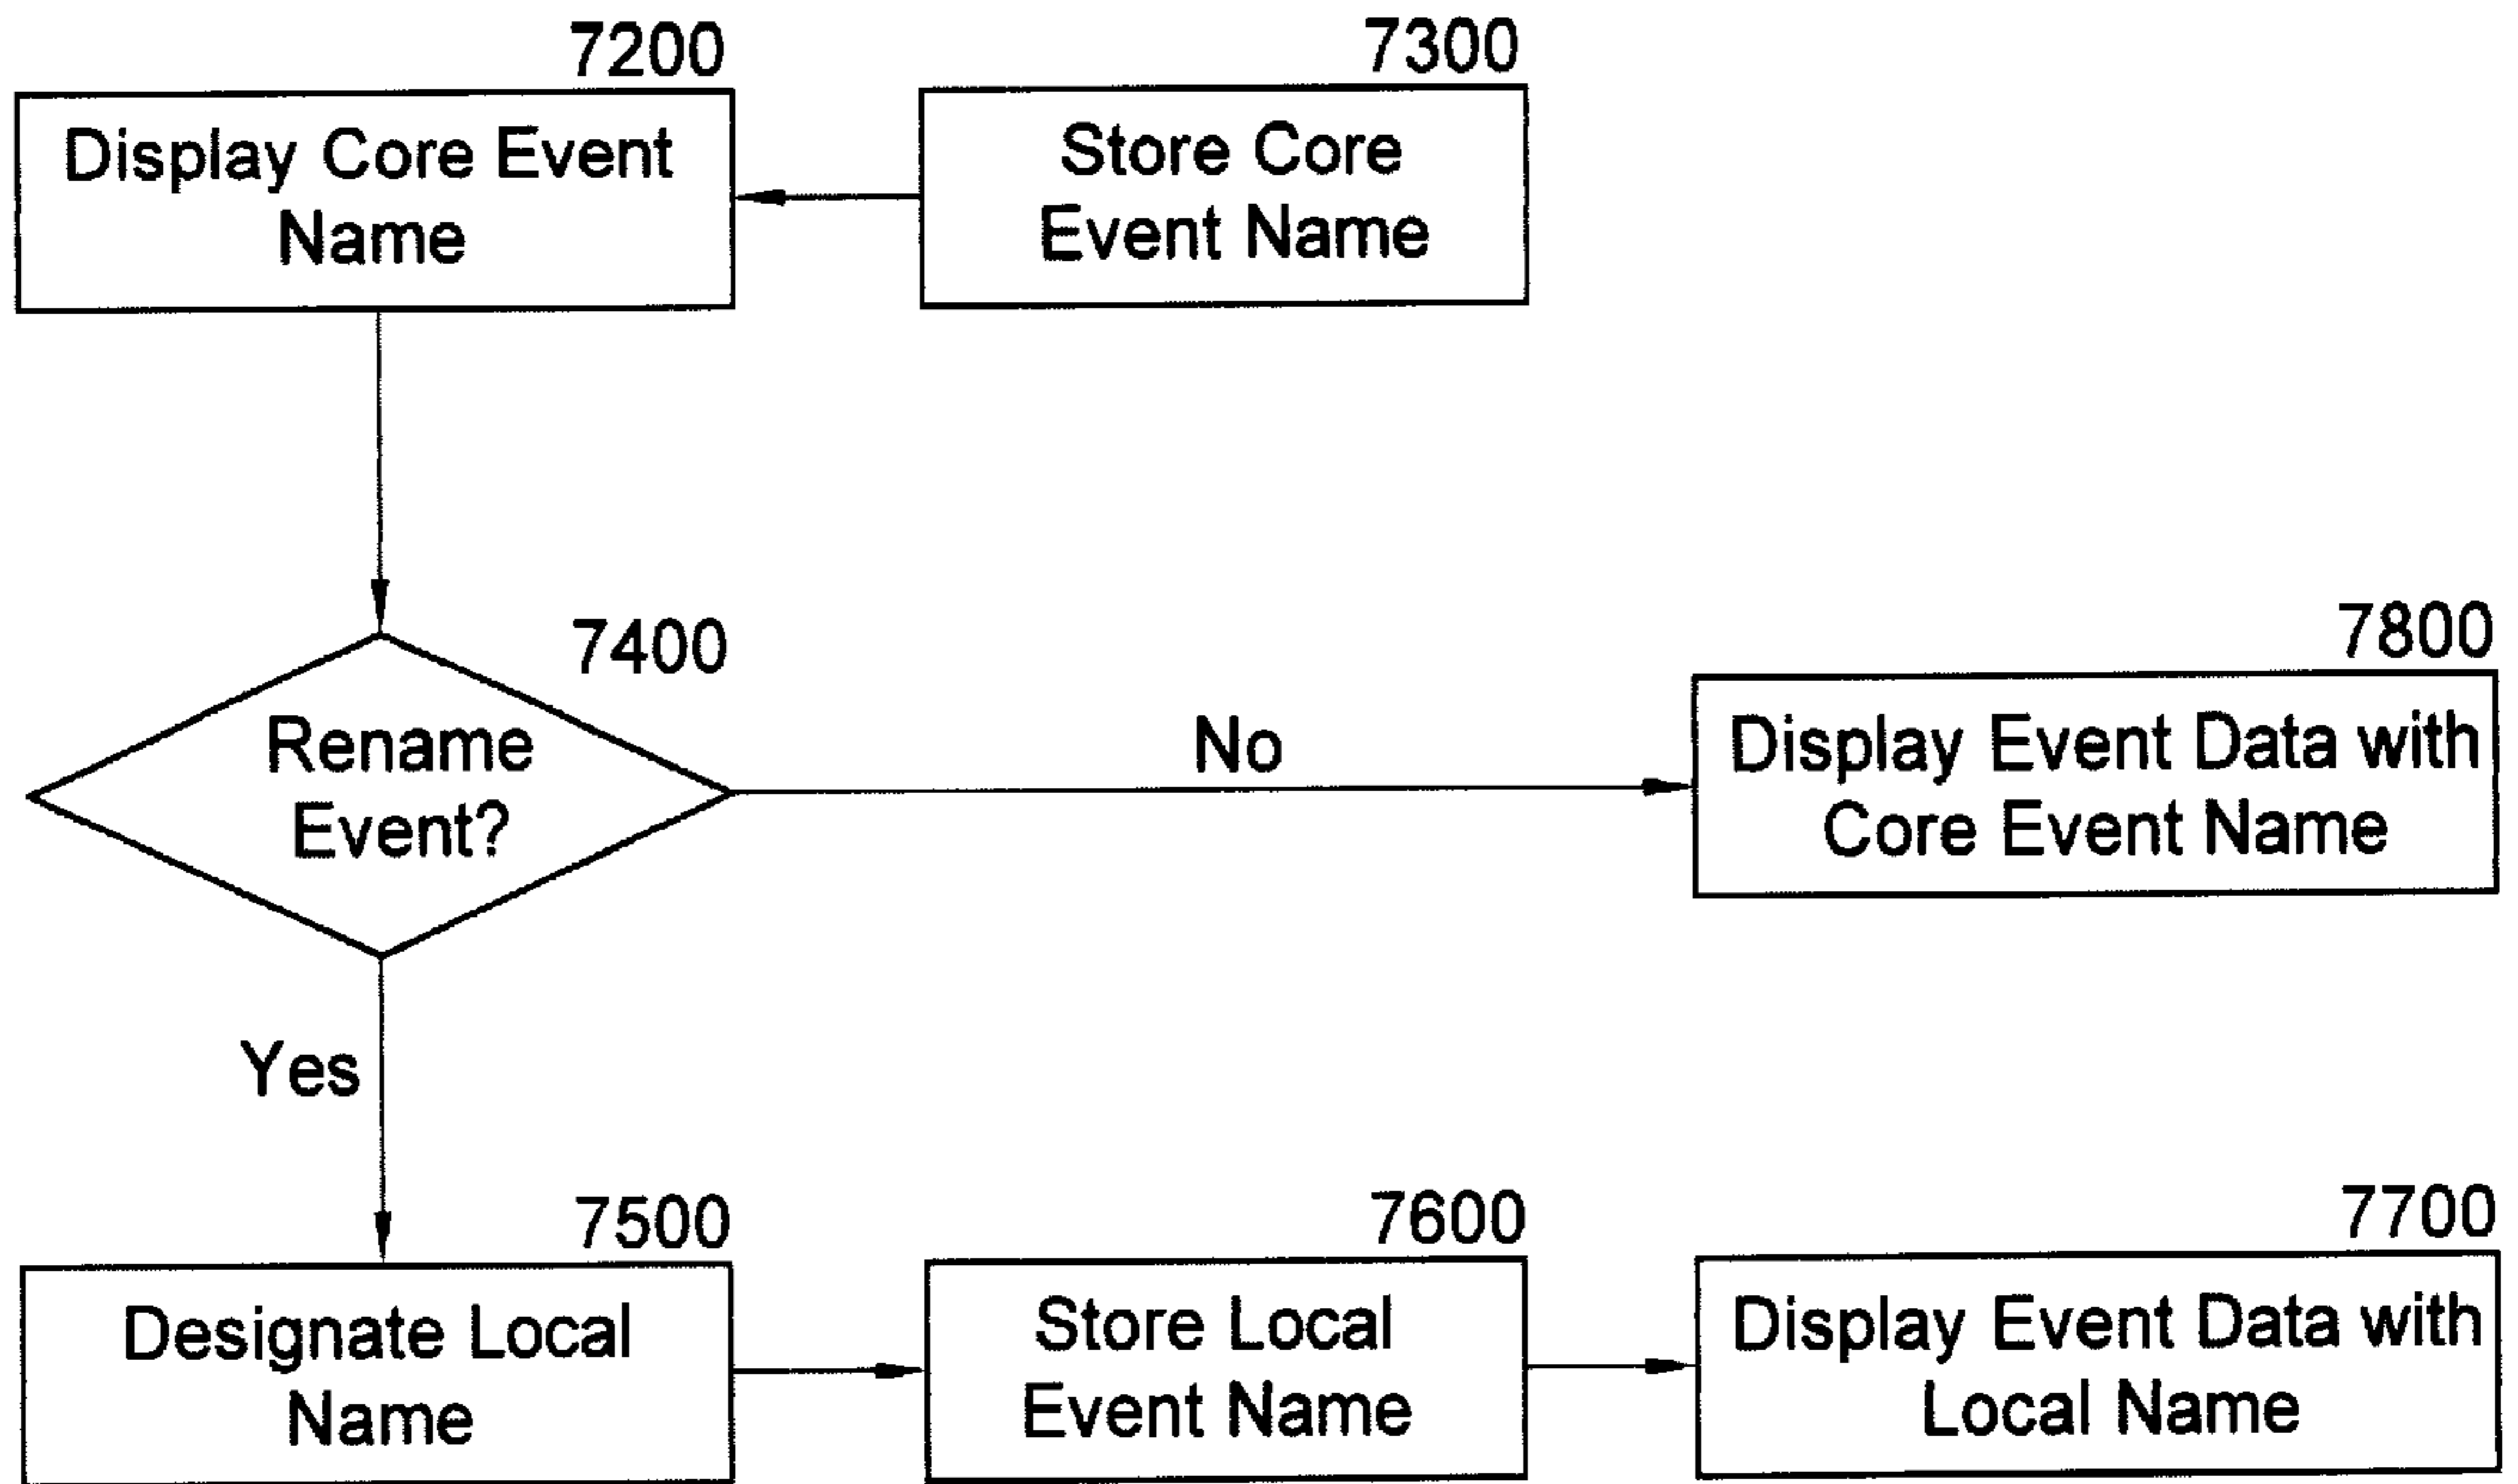 7200
Display Core Event
Name
7300
Store Core
Event Name
7400
Rename
Event?
No
7800
Display Event Data with
Core Event Name
Yes
7500
Designate Local
Name
7600
Store Local
Event Name
7700
Display Event Data with
Local Name